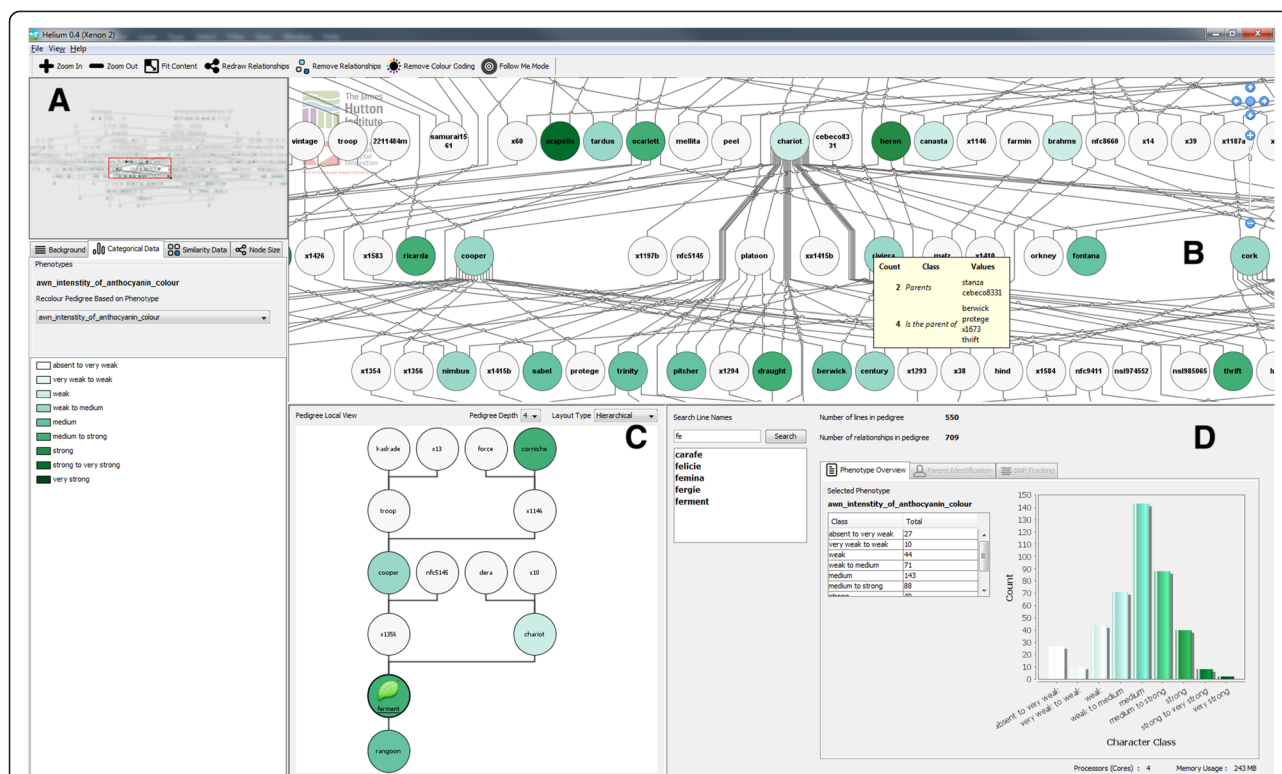 Helium 0.4 (Xenon 2)
File View Help
Zoom In Zoom Out Fit Content Redraw Relationships Remove Relationships Remove Colour Coding Follow Me Mode
A
The James
Hutton
Institute
vintage troop 2211484m samurai15 61 x60 acapella tardus scarlett mellita peel chariot cebeco83 31 heron canasta x1146 farmin brahms nfc8660 x14 x39 x1187a
Background Categorical Data Similarity Data Node Size
Phenotypes
awn_intenstity_of_anthocyanin_colour
Recolour Pedigree Based on Phenotype
awn_intenstity_of_anthocyanin_colour
absent to very weak
very weak to weak
weak
weak to medium
medium
medium to strong
strong
strong to very strong
very strong
x1426 x1583 ricarda cooper x1197b nfc5145 platoon xx1415b riviera malz x1410 orkney fontana cork
B
Count Class Values
2 Parents stanza
cebeco8331
4 Is the parent of berwick
protege
x1673
thrift
x1354 x1356 nimbus x1415b sabel protege trinity pitcher x1294 draught berwick century x1293 x38 hind x1584 nfc9411 nsl974552 nsl985065 thrift
Pedigree Local View Pedigree Depth 4 Layout Type Hierarchical
C
kaskade x13 force corniche
troop x1146
cooper nfc5145 dera x10
x1356 chariot
ferment
rangoon
Search Line Names
fe Search
carafe
felicie
femina
fergie
ferment
Number of lines in pedigree 550
Number of relationships in pedigree 709
D
Phenotype Overview Parent Identification SNP Tracking
Selected Phenotype
awn_intenstity_of_anthocyanin_colour
Class Total
absent to very weak 27
very weak to weak 10
weak 44
weak to medium 71
medium 143
medium to strong 88
strong 40
150
140
130
120
110
100
90
80
70
60
50
40
30
20
10
0
Count
absent to very weak
very weak to weak
weak
weak to medium
medium
medium to strong
strong
strong to very strong
very strong
Character Class
Processors (Cores) : 4 Memory Usage : 243 MB